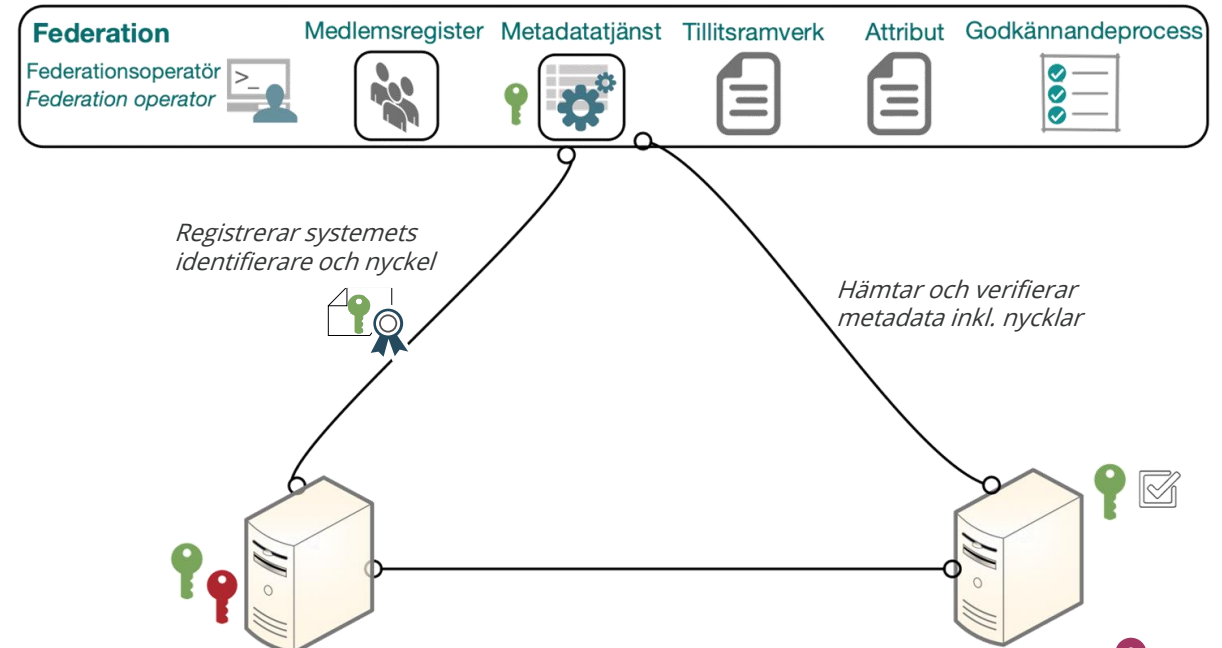 Federation
Federationsoperatör
Federation operator
>_
Medlemsregister
Metadatatjänst
Tillitsramverk
Attribut
Godkännandeprocess
Registrerar systemets
identifierare och nyckel
Hämtar och verifierar
metadata inkl. nycklar